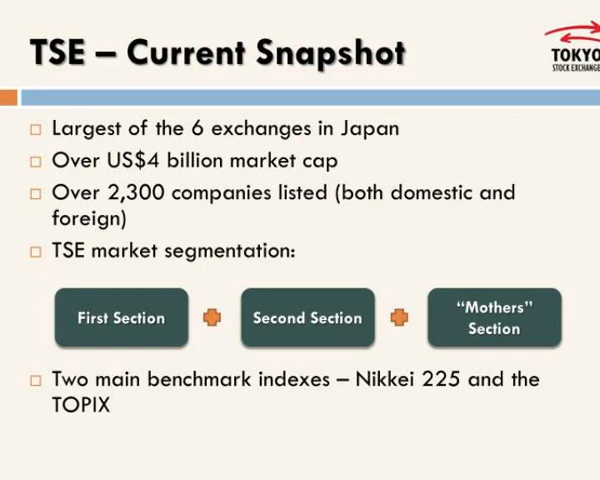 TSE – Current Snapshot
TOKYO
STOCK EXCHANGE
Largest of the 6 exchanges in Japan
Over US$4 billion market cap
Over 2,300 companies listed (both domestic and
foreign)
TSE market segmentation:
First Section
Second Section
“Mothers”
Section
Two main benchmark indexes – Nikkei 225 and the
TOPIX